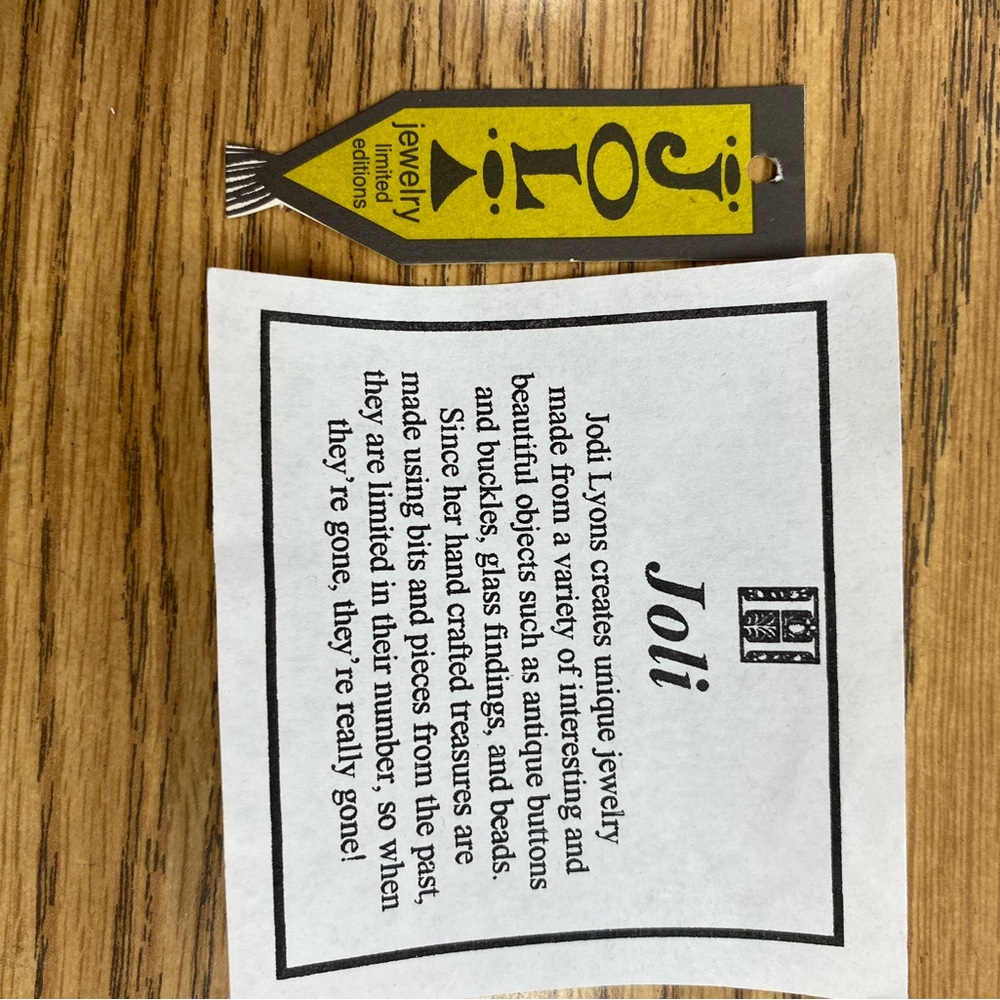 JOLI
jewelry
limited
editions
Joli
Jodi Lyons creates unique jewelry
made from a variety of interesting and
beautiful objects such as antique buttons
and buckles, glass findings, and beads.
Since her hand crafted treasures are
made using bits and pieces from the past,
they are limited in their number, so when
they're gone, they're really gone!